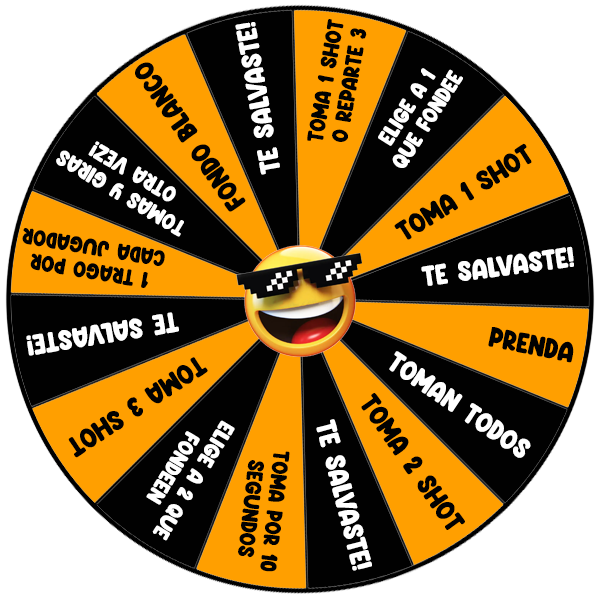 TOMA 1 SHOT
O REPARTE 3
ELIGE A 1
QUE FONDEE
TOMA 1 SHOT
TE SALVASTE!
PRENDA
TOMAN TODOS
TOMA 2 SHOT
TE SALVASTE!
TOMA POR 10
SEGUNDOS
ELIGE A 2 QUE
FONDEEN
TOMA 3 SHOT
TE SALVASTE!
1 TRAGO POR
CADA JUGADOR
TOMAS Y GIRAS
OTRA VEZ!
FONDO BLANCO
TE SALVASTE!